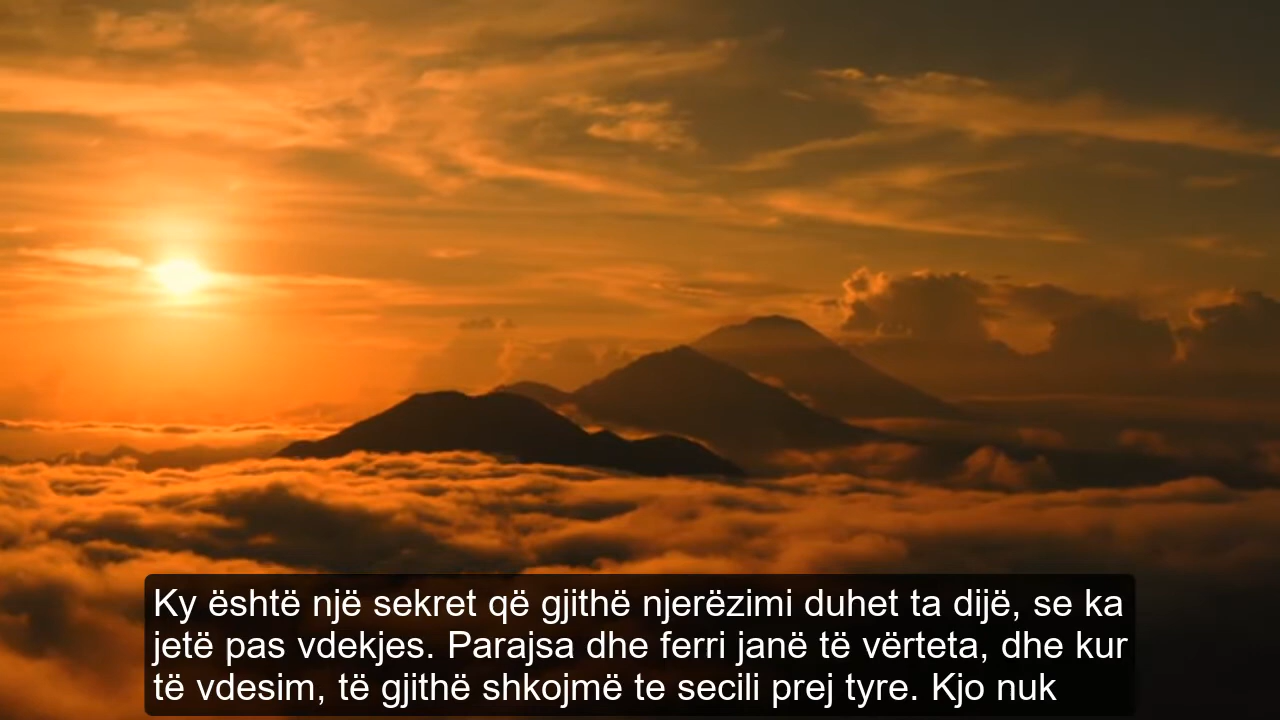 Ky është një sekret që gjithë njerëzimi duhet ta dijë, se ka
jetë pas vdekjes. Parajsa dhe ferri janë të vërteta, dhe kur
të vdesim, të gjithë shkojmë te secili prej tyre. Kjo nuk